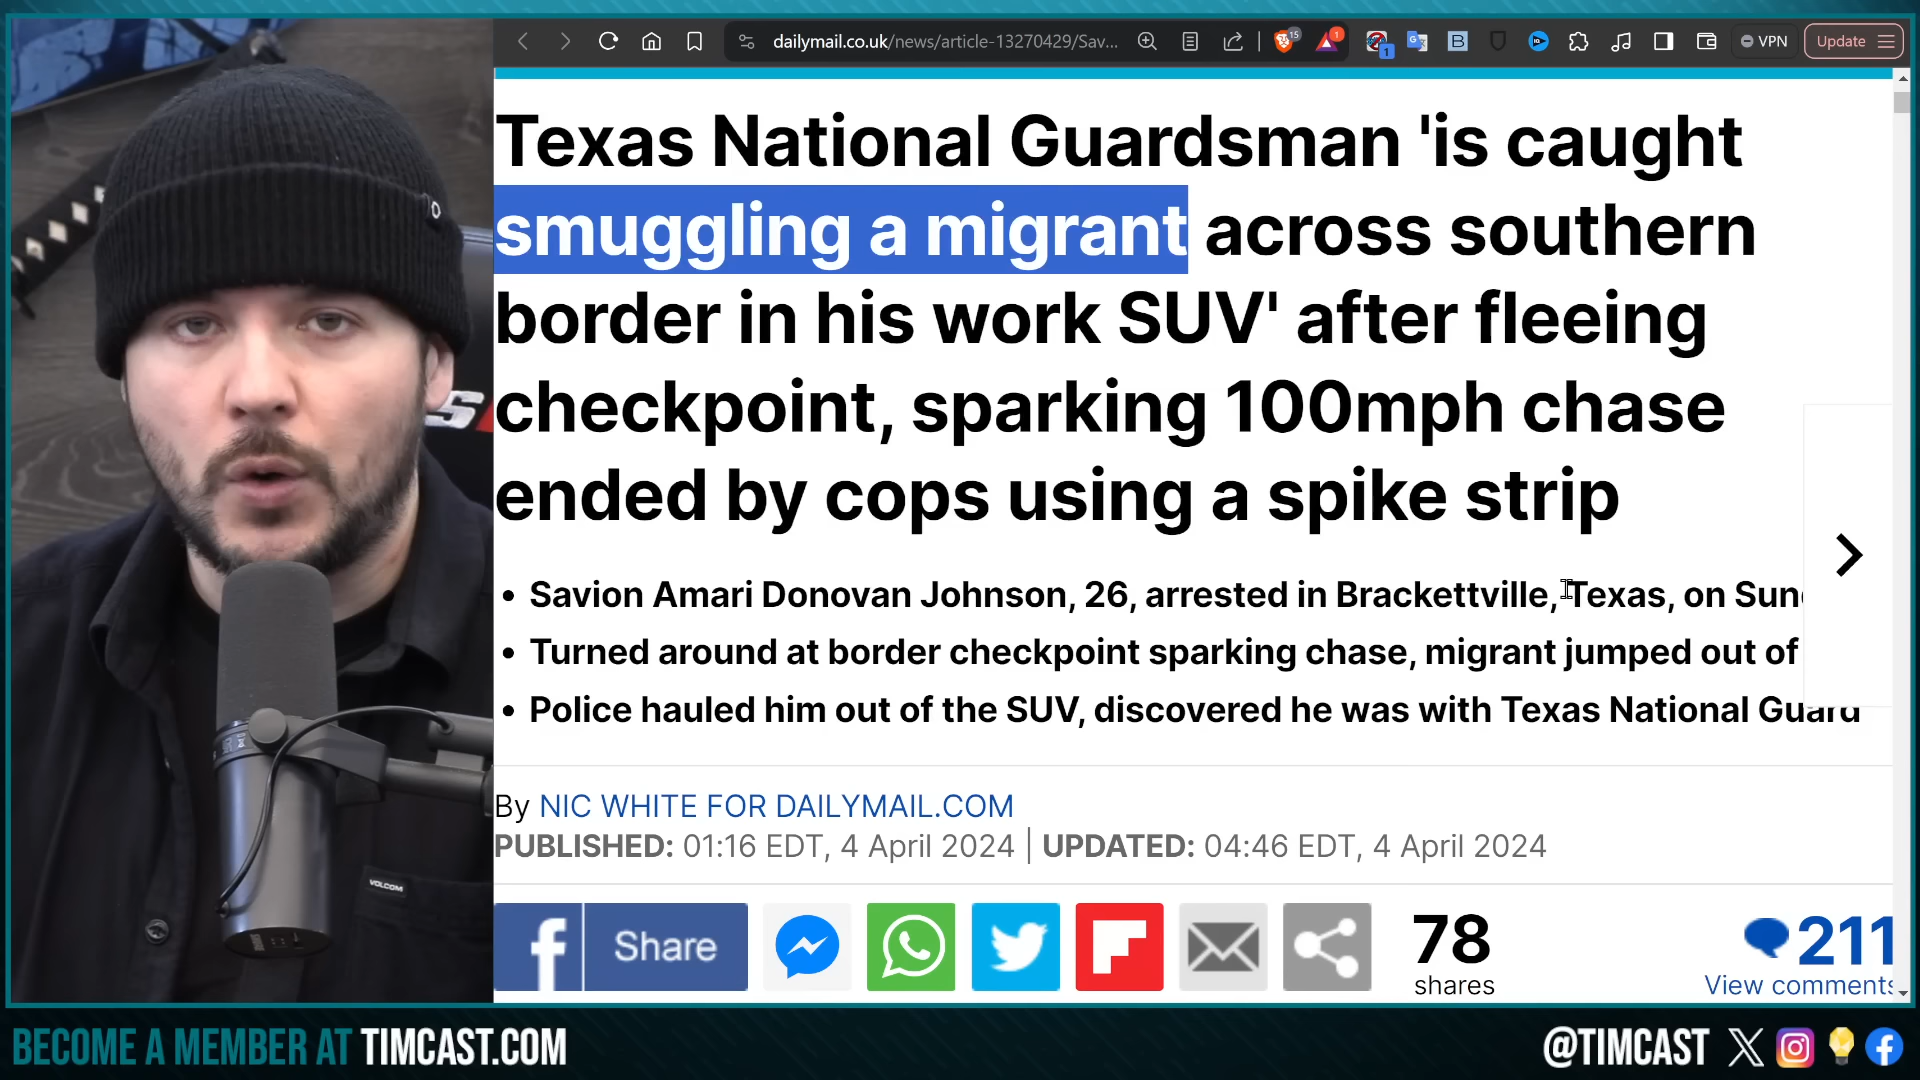 dailymail.co.uk/news/article-13270429/Sav...
15
1
1
VPN
Update
Texas National Guardsman 'is caught
smuggling a migrant across southern
border in his work SUV' after fleeing
checkpoint, sparking 100mph chase
ended by cops using a spike strip
• Savion Amari Donovan Johnson, 26, arrested in Brackettville, Texas, on Sun
• Turned around at border checkpoint sparking chase, migrant jumped out of
• Police hauled him out of the SUV, discovered he was with Texas National Guard
By NIC WHITE FOR DAILYMAIL.COM
PUBLISHED: 01:16 EDT, 4 April 2024 | UPDATED: 04:46 EDT, 4 April 2024
Share
78
shares
211
View comments
VOLCOM
BECOME A MEMBER AT TIMCAST.COM
@TIMCAST